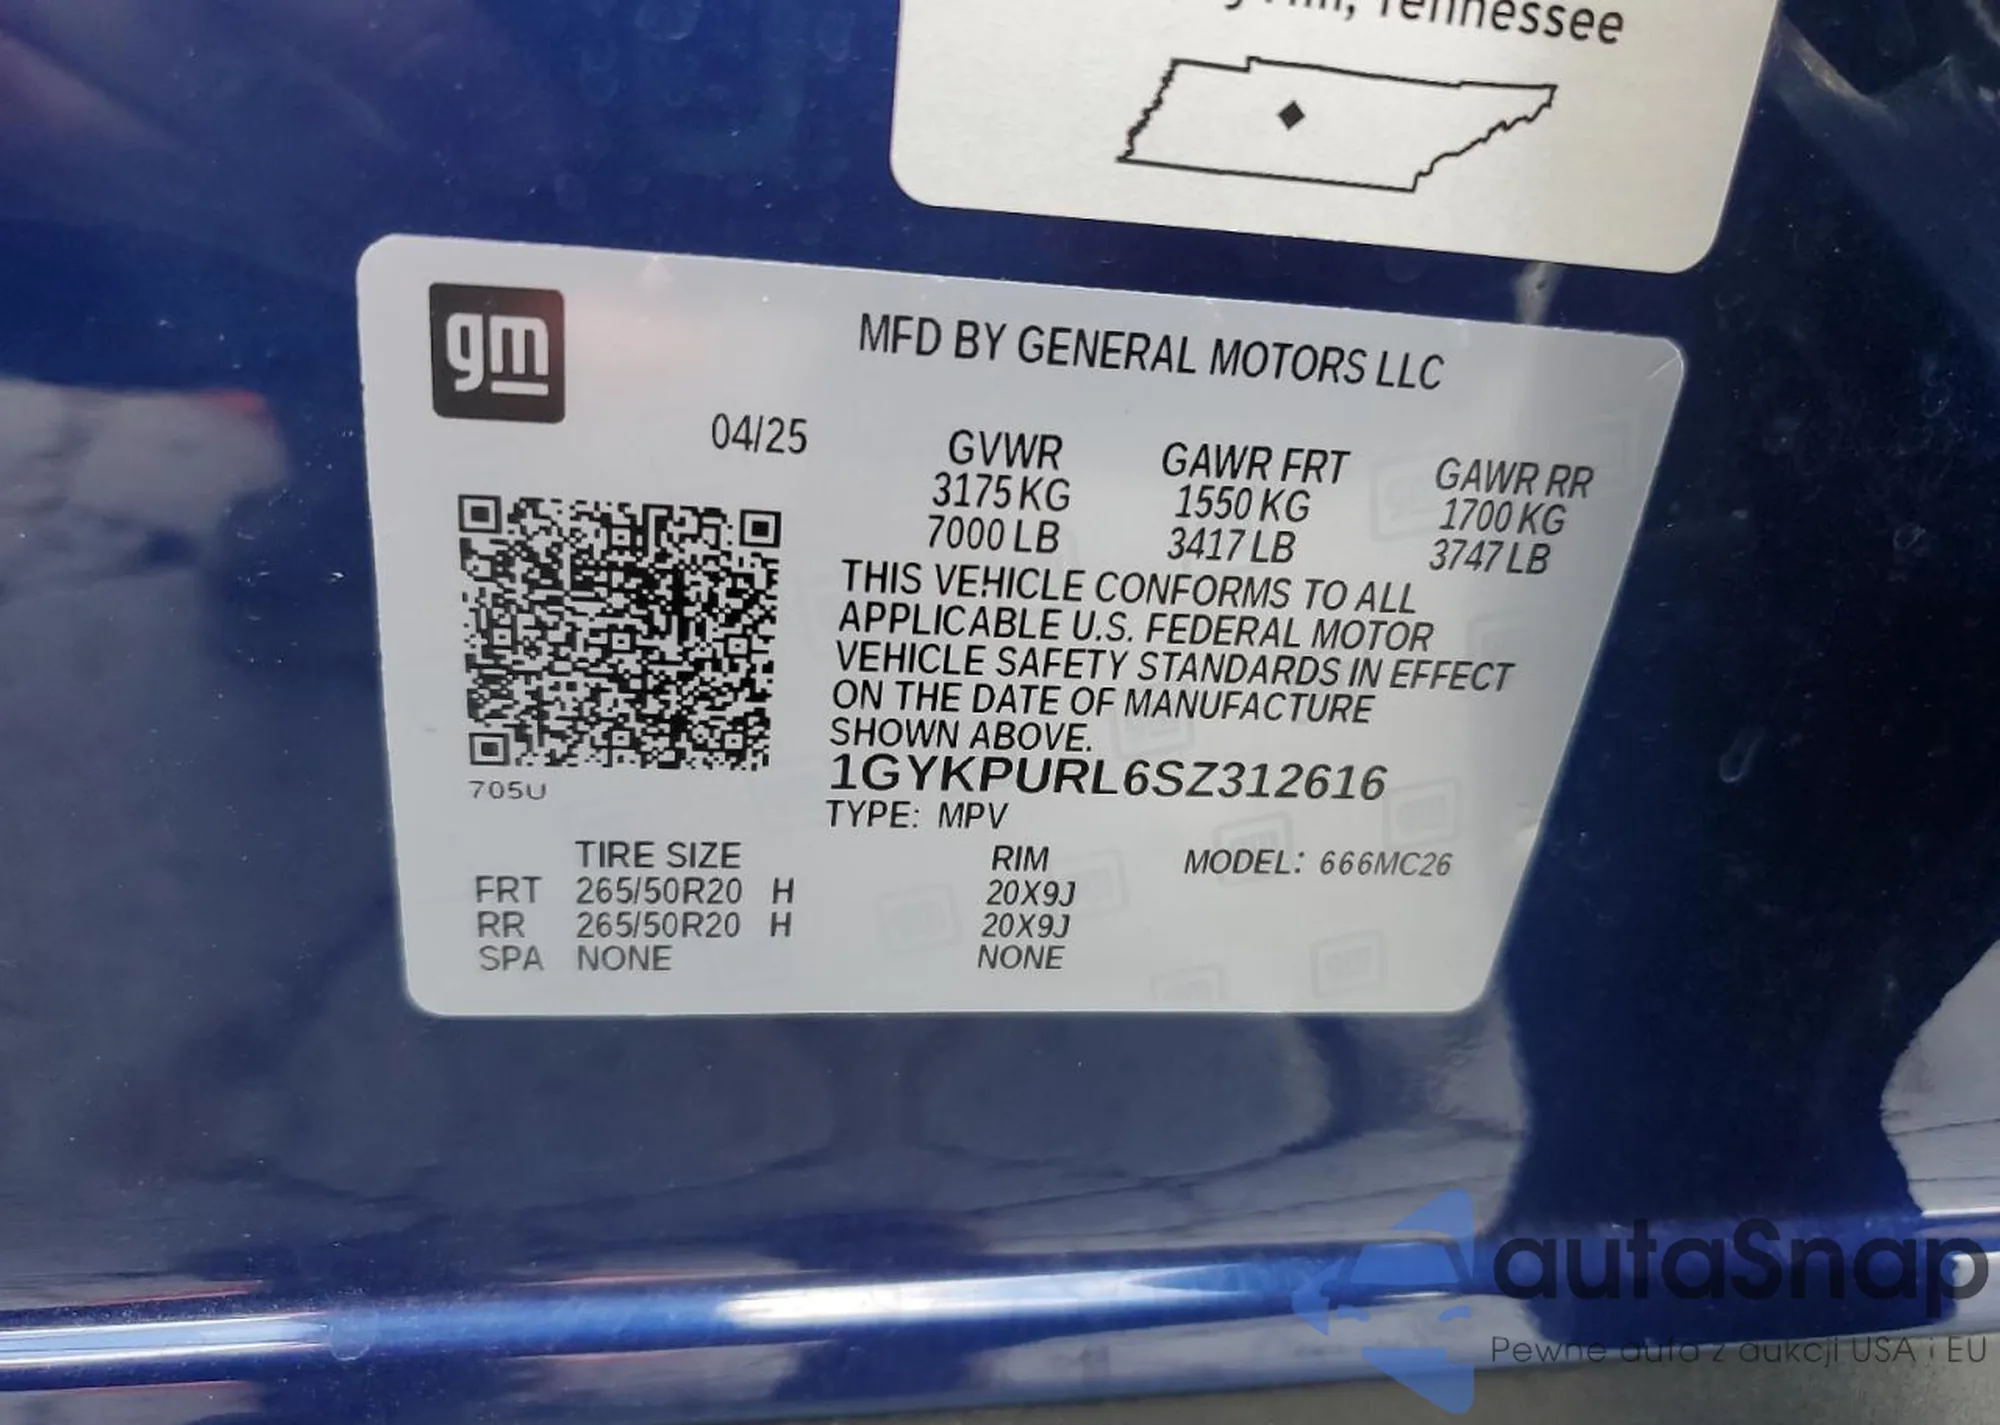 Tennessee
gm
MFD BY GENERAL MOTORS LLC
04/25
GVWR GAWR FRT GAWR RR
3175 KG 1550 KG 1700 KG
7000 LB 3417 LB 3747 LB
THIS VEHICLE CONFORMS TO ALL
APPLICABLE U.S. FEDERAL MOTOR
VEHICLE SAFETY STANDARDS IN EFFECT
ON THE DATE OF MANUFACTURE
SHOWN ABOVE.
1GYKPURL6SZ312616
705U
TYPE: MPV
TIRE SIZE RIM MODEL: 666MC26
FRT 265/50R20 H 20X9J
RR 265/50R20 H 20X9J
SPA NONE NONE
autaSnap
Pewne auta z aukcji USA i EU